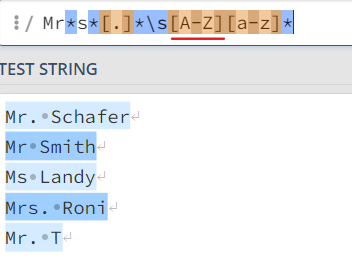 / Mr*s*[.]*\s[A-Z][a-z]*
TEST STRING
Mr. Schafer
Mr Smith
Ms Landy
Mrs. Roni
Mr. T